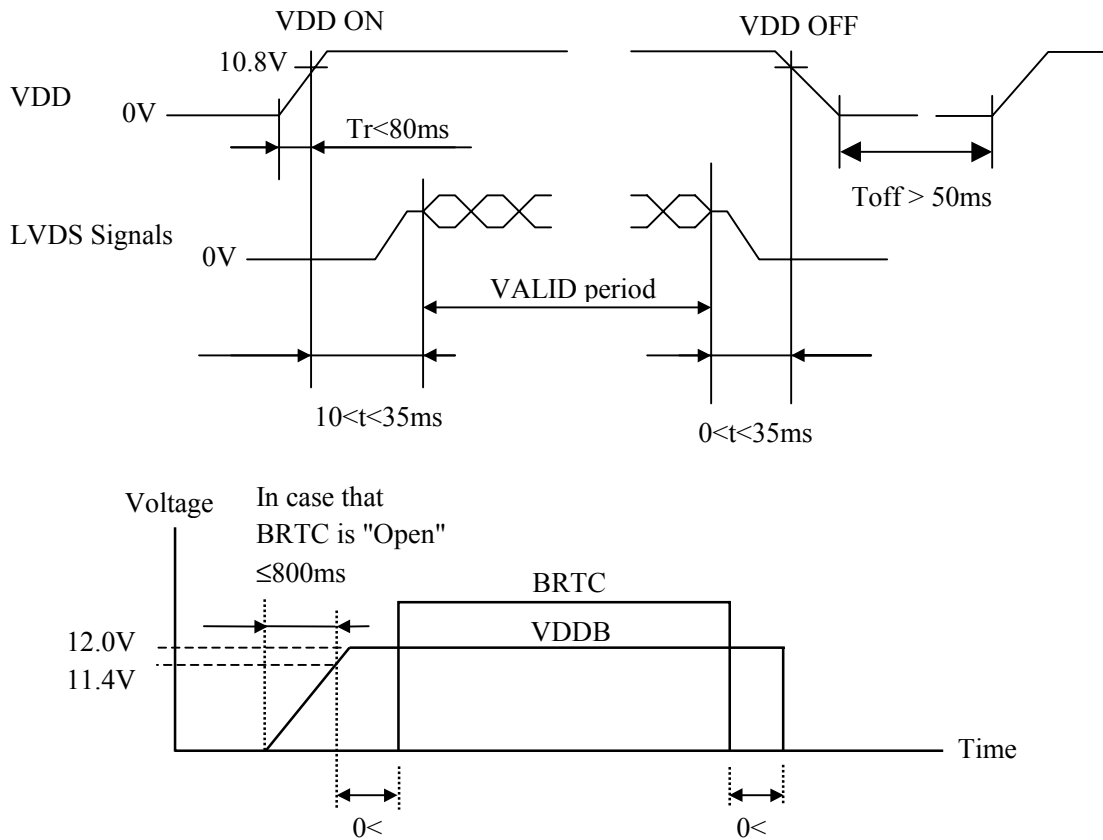 VDD ON
VDD OFF
10.8V
VDD
0V
Tr<80ms
Toff > 50ms
LVDS Signals
0V
VALID period
10<t<35ms
0<t<35ms
Voltage
In case that
BRTC is "Open"
≤800ms
BRTC
12.0V
VDDB
11.4V
Time
0<
0<